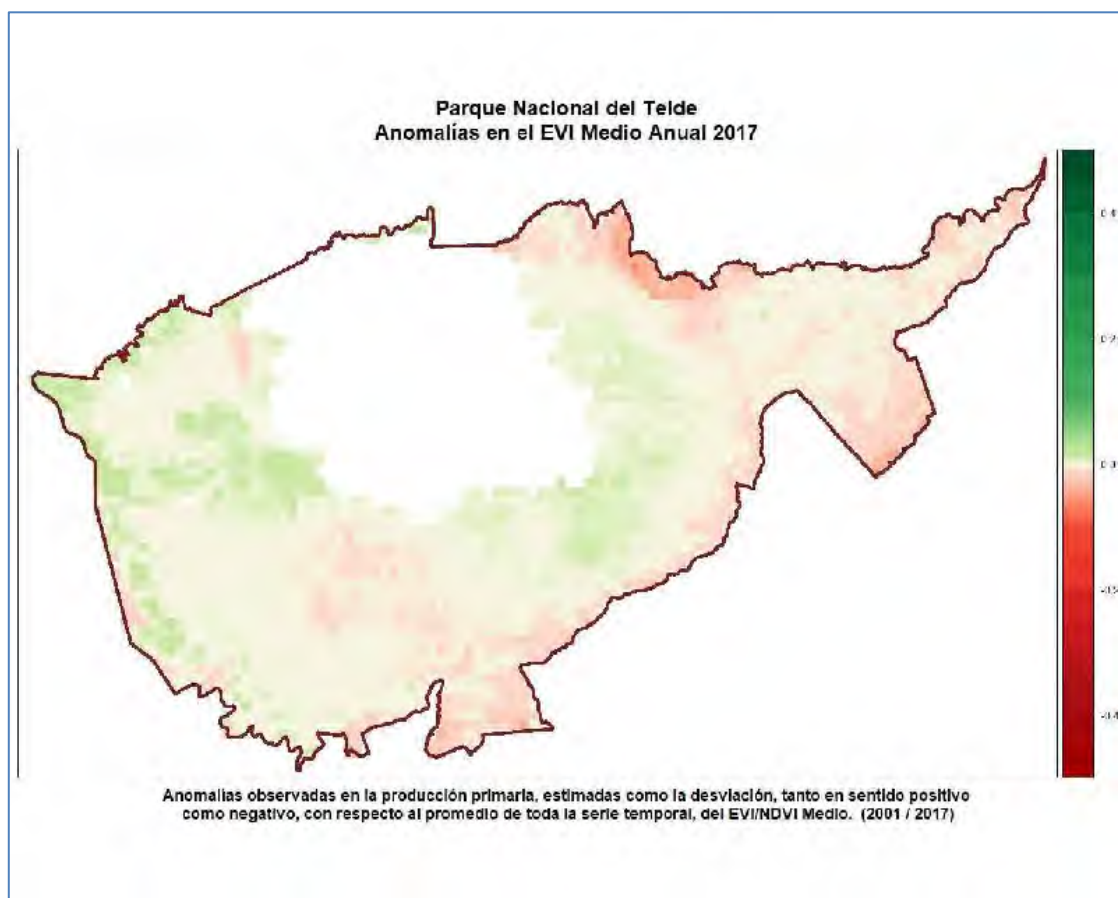 Parque Nacional del Teide
Anomalías en el EVI Medio Anual 2017
Anomalías observadas en la producción primaria, estimadas como la desviación, tanto en sentido positivo
como negativo, con respecto al promedio de toda la serie temporal, del EVI/NDVI Medio. (2001 / 2017)